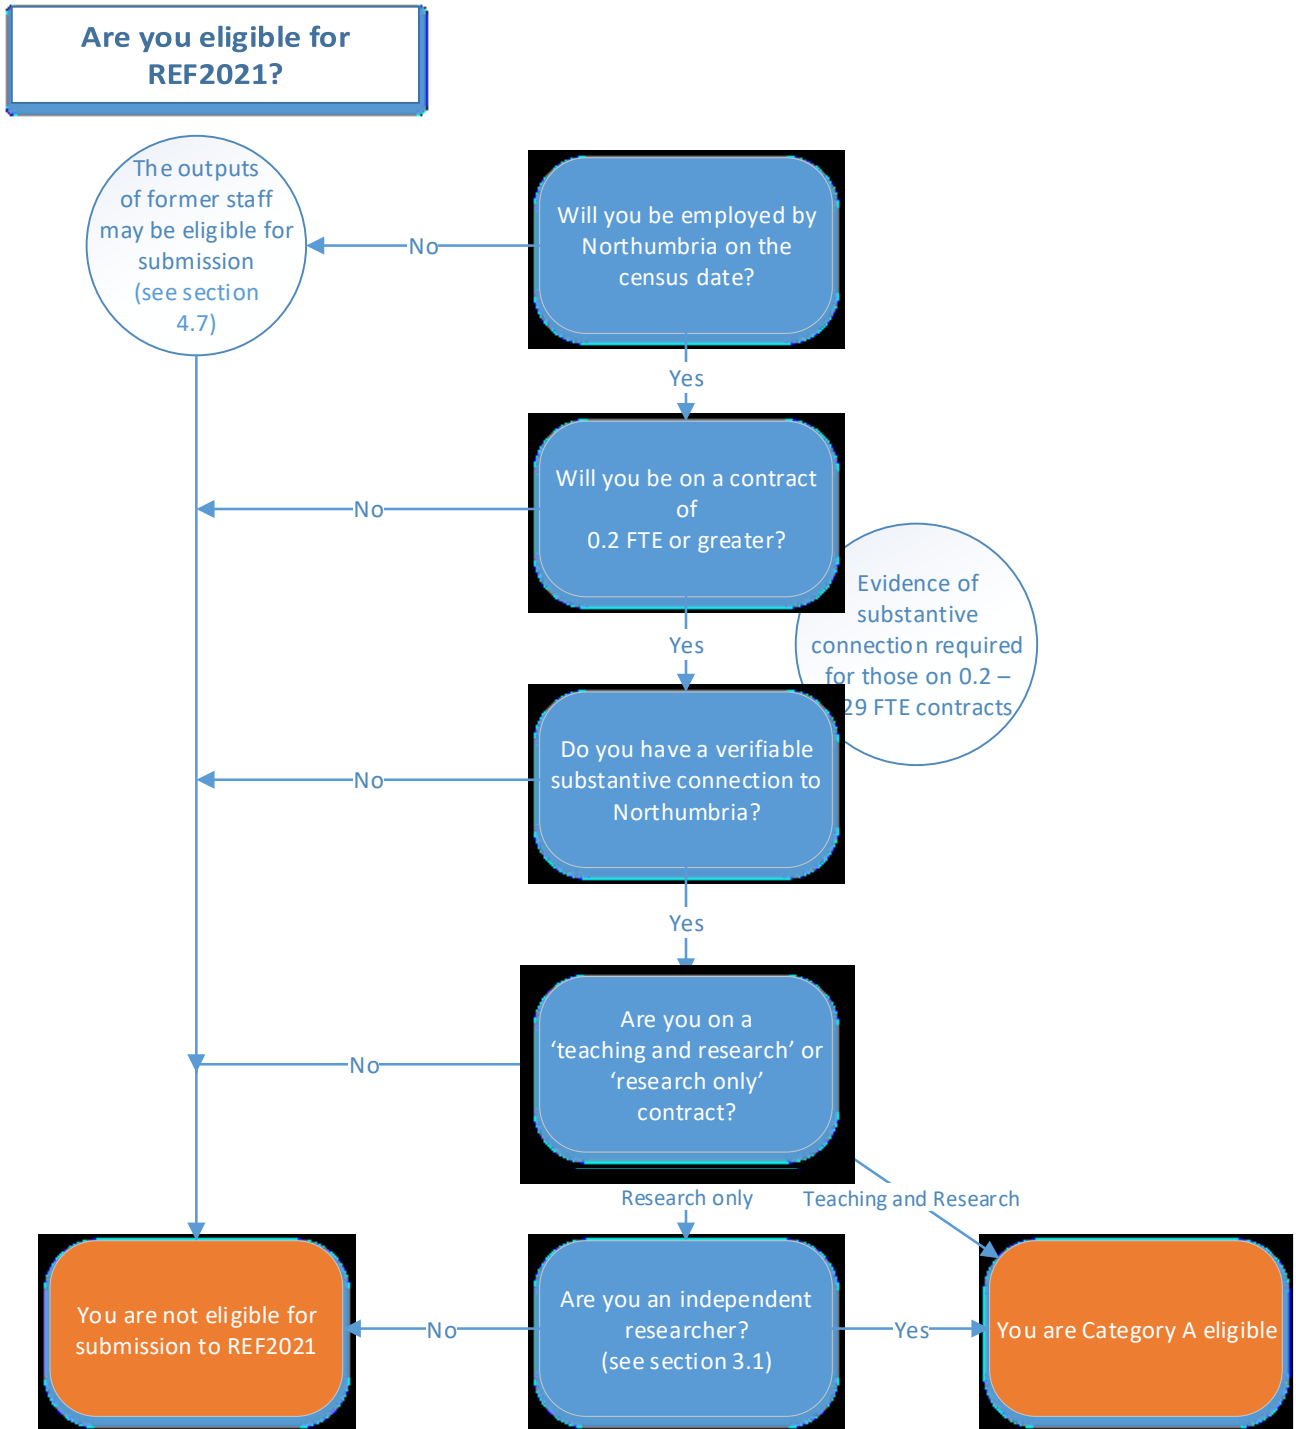 Are you eligible for
REF2021?
The outputs
of former staff
may be eligible for
submission
(see section
4.7)
No
Will you be employed by
Northumbria on the
census date?
Yes
No
Will you be on a contract
of
0.2 FTE or greater?
Yes
Evidence of
substantive
connection required
for those on 0.2 –
29 FTE contracts
No
Do you have a verifiable
substantive connection to
Northumbria?
Yes
No
Are you on a
‘teaching and research’ or
‘research only’
contract?
Research only
Teaching and Research
You are not eligible for
submission to REF2021
No
Are you an independent
researcher?
(see section 3.1)
Yes
You are Category A eligible